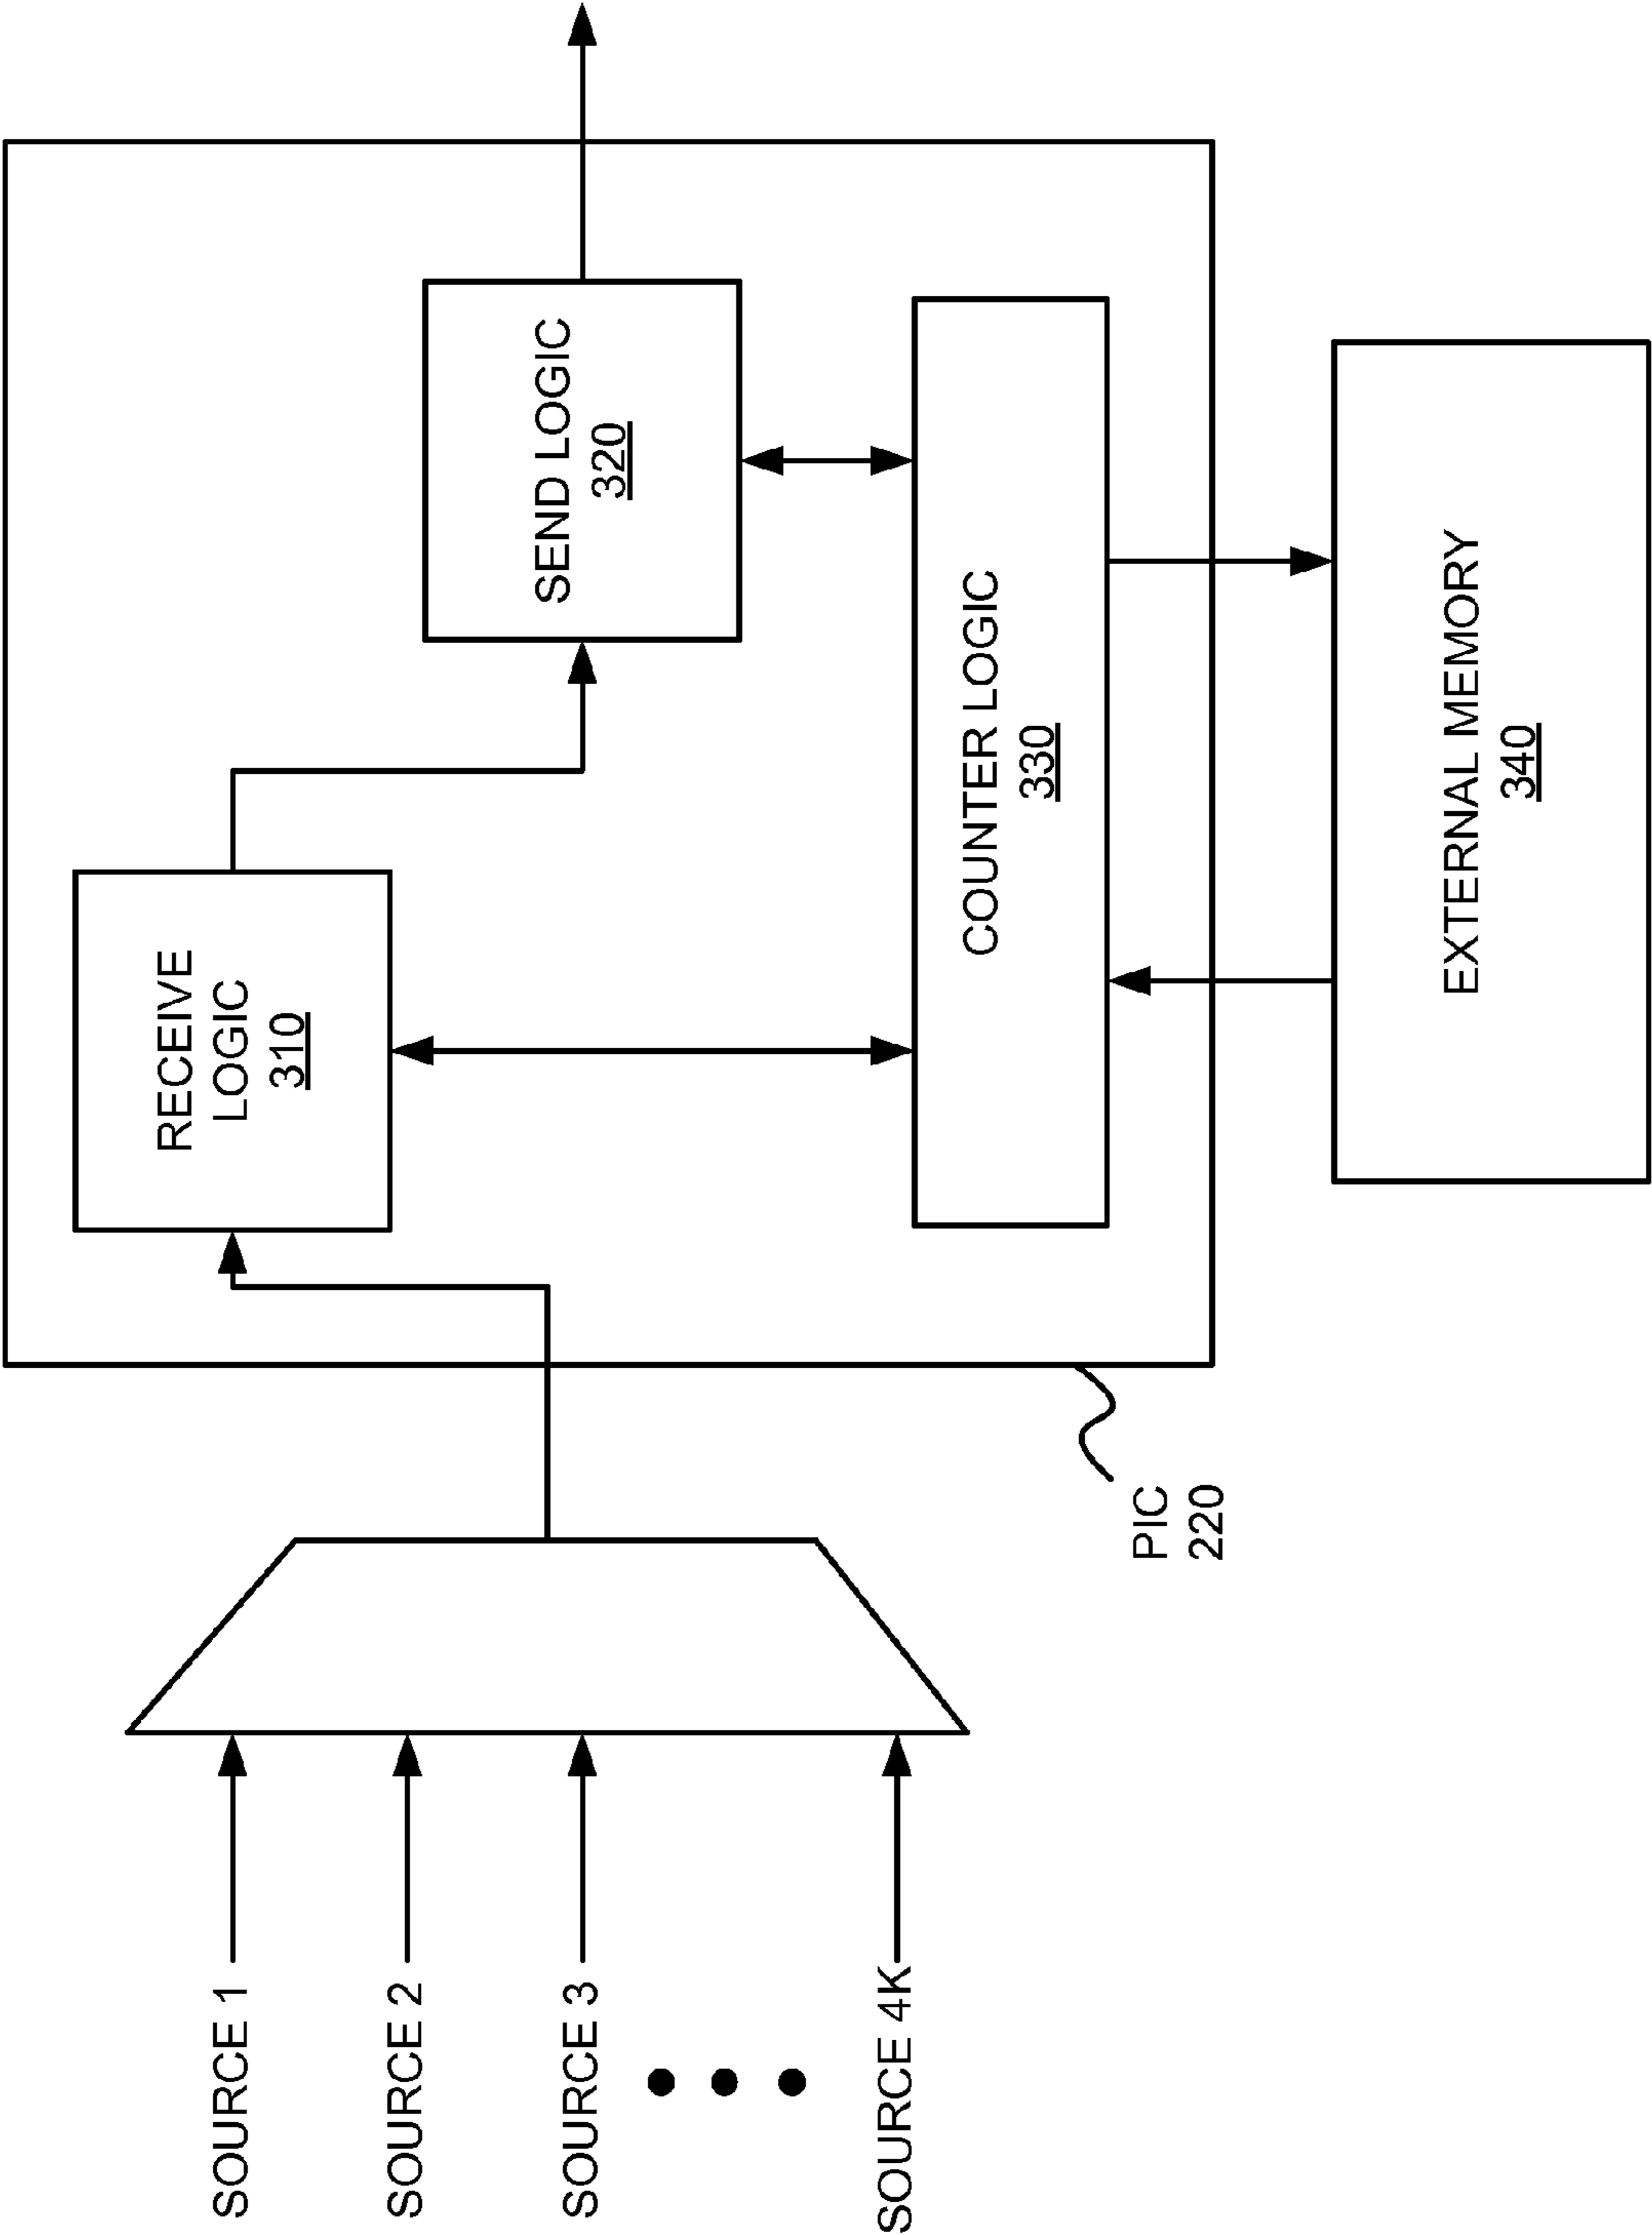 SOURCE 1
SOURCE 2
SOURCE 3
SOURCE 4K
RECEIVE
LOGIC
310
SEND LOGIC
320
COUNTER LOGIC
330
PIC
220
EXTERNAL MEMORY
340